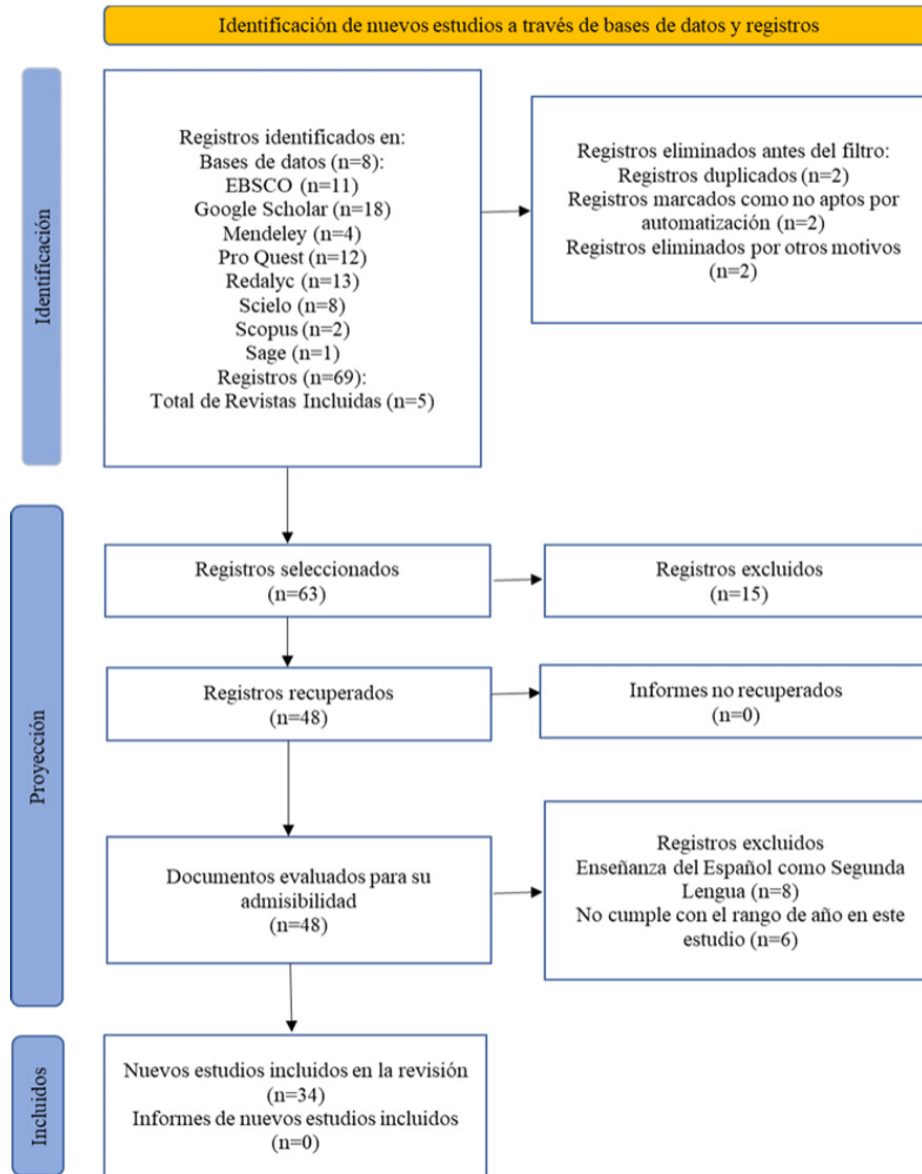 Identificación de nuevos estudios a través de bases de datos y registros
Identificación
Registros identificados en:
Bases de datos (n=8):
EBSCO (n=11)
Google Scholar (n=18)
Mendeley (n=4)
Pro Quest (n=12)
Redalyc (n=13)
Scielo (n=8)
Scopus (n=2)
Sage (n=1)
Registros (n=69):
Total de Revistas Incluidas (n=5)
Registros eliminados antes del filtro:
Registros duplicados (n=2)
Registros marcados como no aptos por
automatización (n=2)
Registros eliminados por otros motivos
(n=2)
Proyección
Registros seleccionados
(n=63)
Registros excluidos
(n=15)
Registros recuperados
(n=48)
Informes no recuperados
(n=0)
Documentos evaluados para su
admisibilidad
(n=48)
Registros excluidos
Enseñanza del Español como Segunda
Lengua (n=8)
No cumple con el rango de año en este
estudio (n=6)
Incluidos
Nuevos estudios incluidos en la revisión
(n=34)
Informes de nuevos estudios incluidos
(n=0)